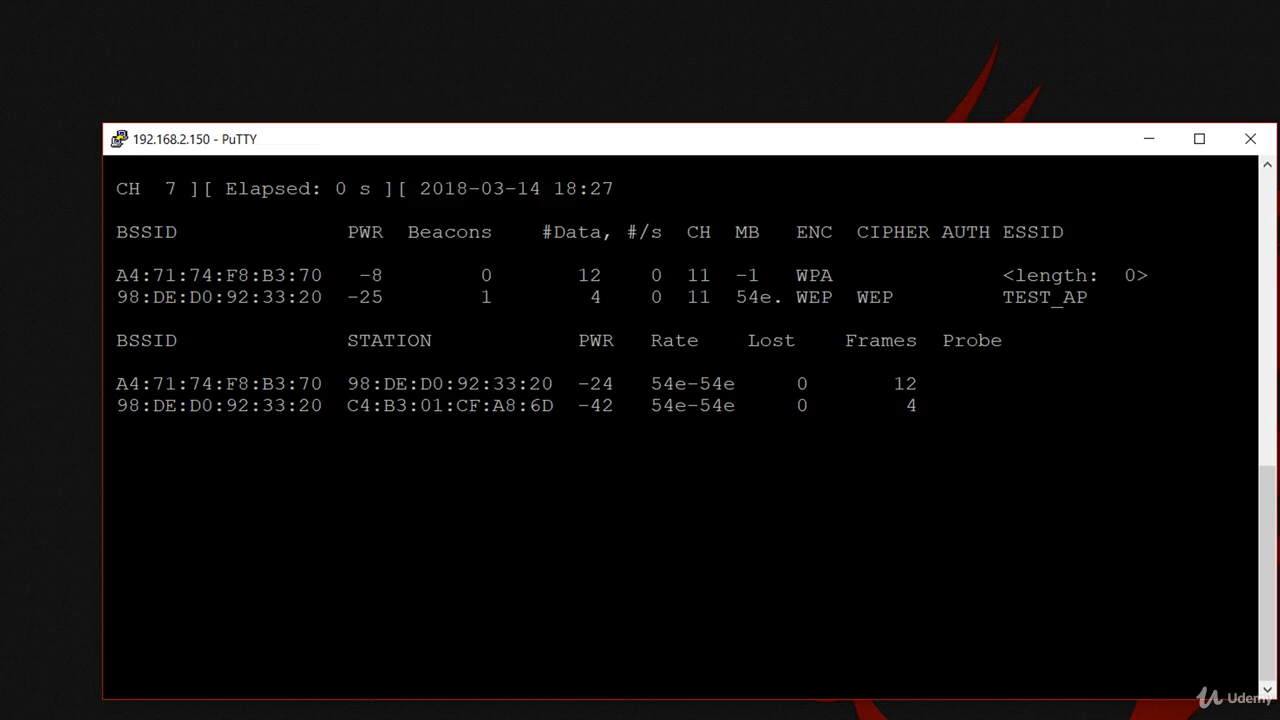 192.168.2.150 - PuTTY
CH 7 ][ Elapsed: 0 s ][ 2018-03-14 18:27
BSSID PWR Beacons #Data, #/s CH MB ENC CIPHER AUTH ESSID
A4:71:74:F8:B3:70 -8 0 12 0 11 -1 WPA <length: 0>
98:DE:D0:92:33:20 -25 1 4 0 11 54e. WEP WEP TEST_AP
BSSID STATION PWR Rate Lost Frames Probe
A4:71:74:F8:B3:70 98:DE:D0:92:33:20 -24 54e-54e 0 12
98:DE:D0:92:33:20 C4:B3:01:CF:A8:6D -42 54e-54e 0 4
Udemy